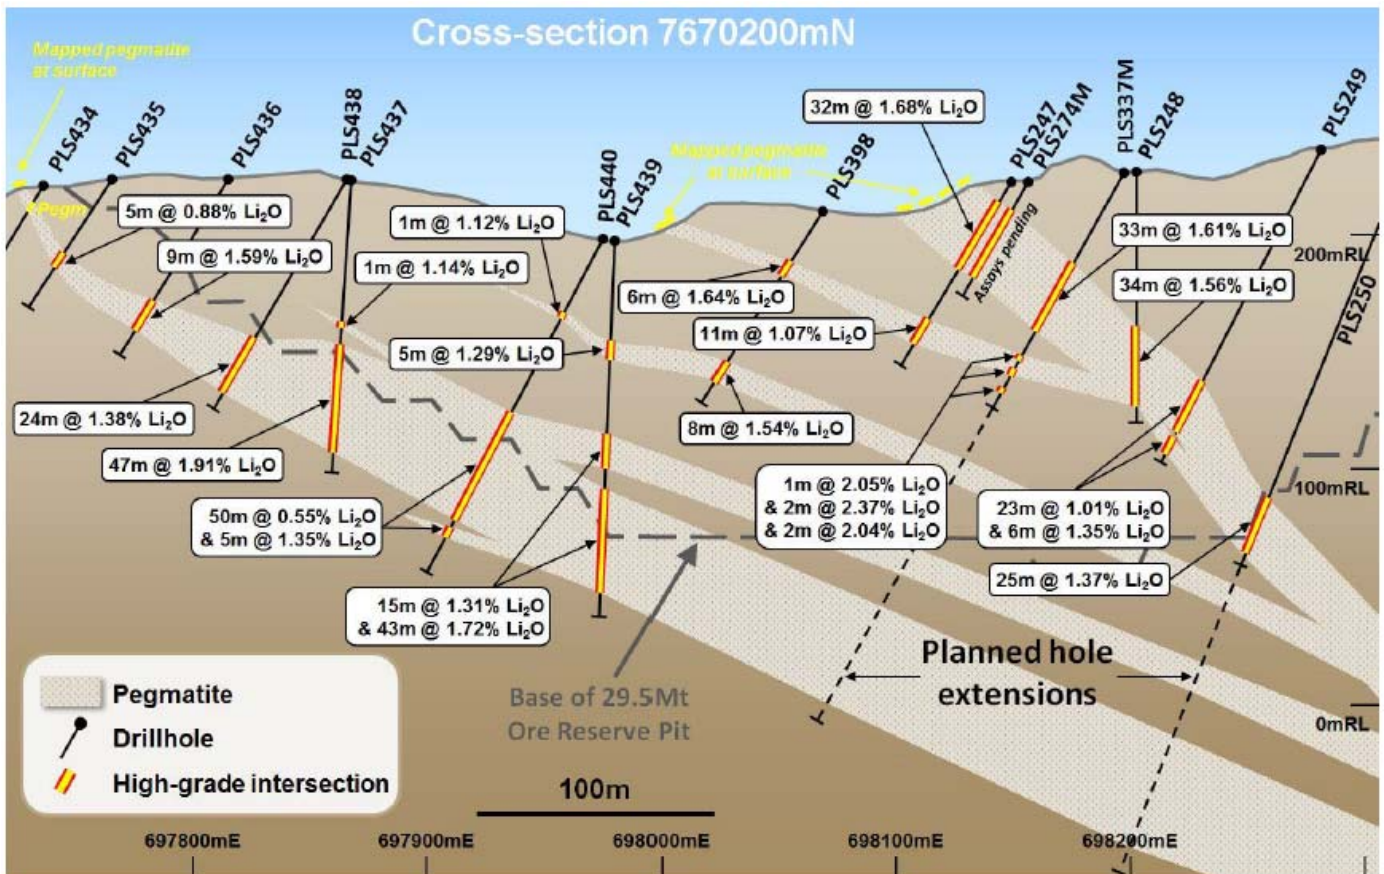 Cross-section 7670200mN
Mapped pegmatite
at surface
PLS434
PLS435
PLS436
PLS438
PLS437
PLS440
PLS439
Mapped pegmatite
at surface
PLS398
32m @ 1.68% Li₂O
PLS247
PLS274M
PLS337M
PLS248
PLS249
Pegm
5m @ 0.88% Li₂O
9m @ 1.59% Li₂O
1m @ 1.12% Li₂O
1m @ 1.14% Li₂O
6m @ 1.64% Li₂O
Assays pending
33m @ 1.61% Li₂O
200mRL
34m @ 1.56% Li₂O
PLS250
11m @ 1.07% Li₂O
5m @ 1.29% Li₂O
24m @ 1.38% Li₂O
8m @ 1.54% Li₂O
47m @ 1.91% Li₂O
50m @ 0.55% Li₂O
& 5m @ 1.35% Li₂O
1m @ 2.05% Li₂O
& 2m @ 2.37% Li₂O
& 2m @ 2.04% Li₂O
23m @ 1.01% Li₂O
& 6m @ 1.35% Li₂O
100mRL
25m @ 1.37% Li₂O
15m @ 1.31% Li₂O
& 43m @ 1.72% Li₂O
Planned hole
extensions
Base of 29.5Mt
Ore Reserve Pit
0mRL
Pegmatite
Drillhole
High-grade intersection
100m
697800mE
697900mE
698000mE
698100mE
698200mE